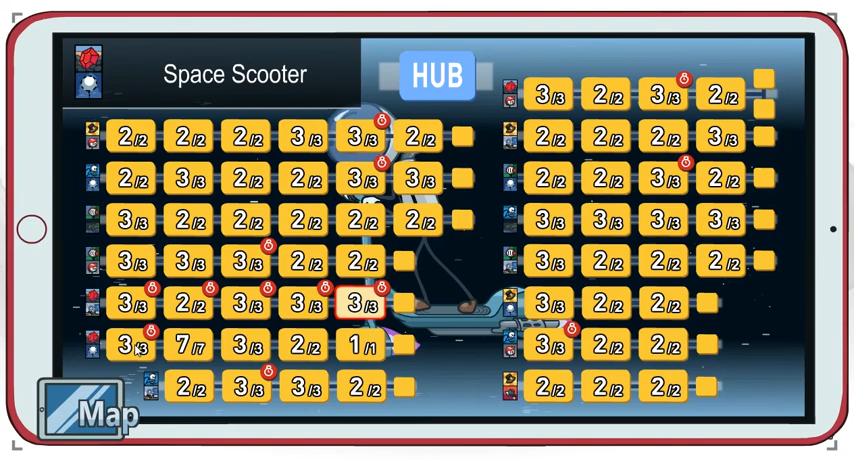 Space Scooter
HUB
3/3 2/2 3/3 2/2
2/2 2/2 2/2 3/3 3/3 2/2
2/2 2/2 2/2 3/3
2/2 3/3 2/2 2/2 3/3 3/3
2/2 2/2 3/3 2/2
3/3 2/2 2/2 2/2 2/2 2/2
3/3 3/3 3/3 3/3
3/3 3/3 3/3 2/2 2/2
3/3 2/2 2/2 2/2
3/3 2/2 3/3 3/3 3/3
3/3 2/2 2/2
3/3 7/7 3/3 2/2 1/1
3/3 2/2 2/2
2/2 3/3 3/3 2/2
2/2 2/2 2/2
Map